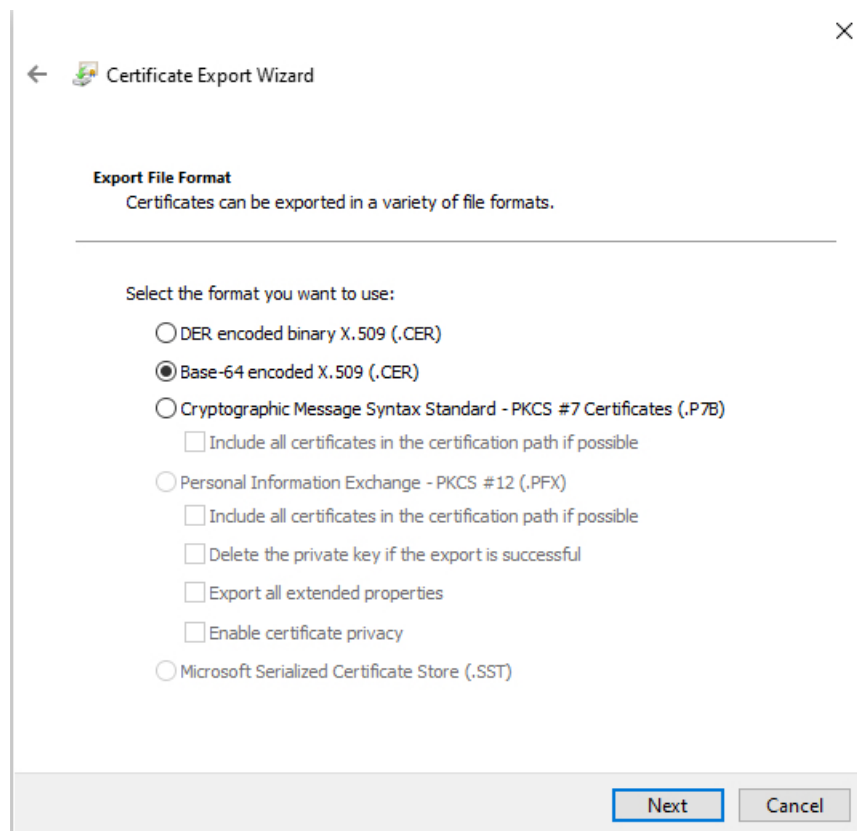 Certificate Export Wizard
Export File Format
Certificates can be exported in a variety of file formats.
Select the format you want to use:
DER encoded binary X.509 (.CER)
Base-64 encoded X.509 (.CER)
Cryptographic Message Syntax Standard - PKCS #7 Certificates (.P7B)
Include all certificates in the certification path if possible
Personal Information Exchange - PKCS #12 (.PFX)
Include all certificates in the certification path if possible
Delete the private key if the export is successful
Export all extended properties
Enable certificate privacy
Microsoft Serialized Certificate Store (.SST)
Next Cancel